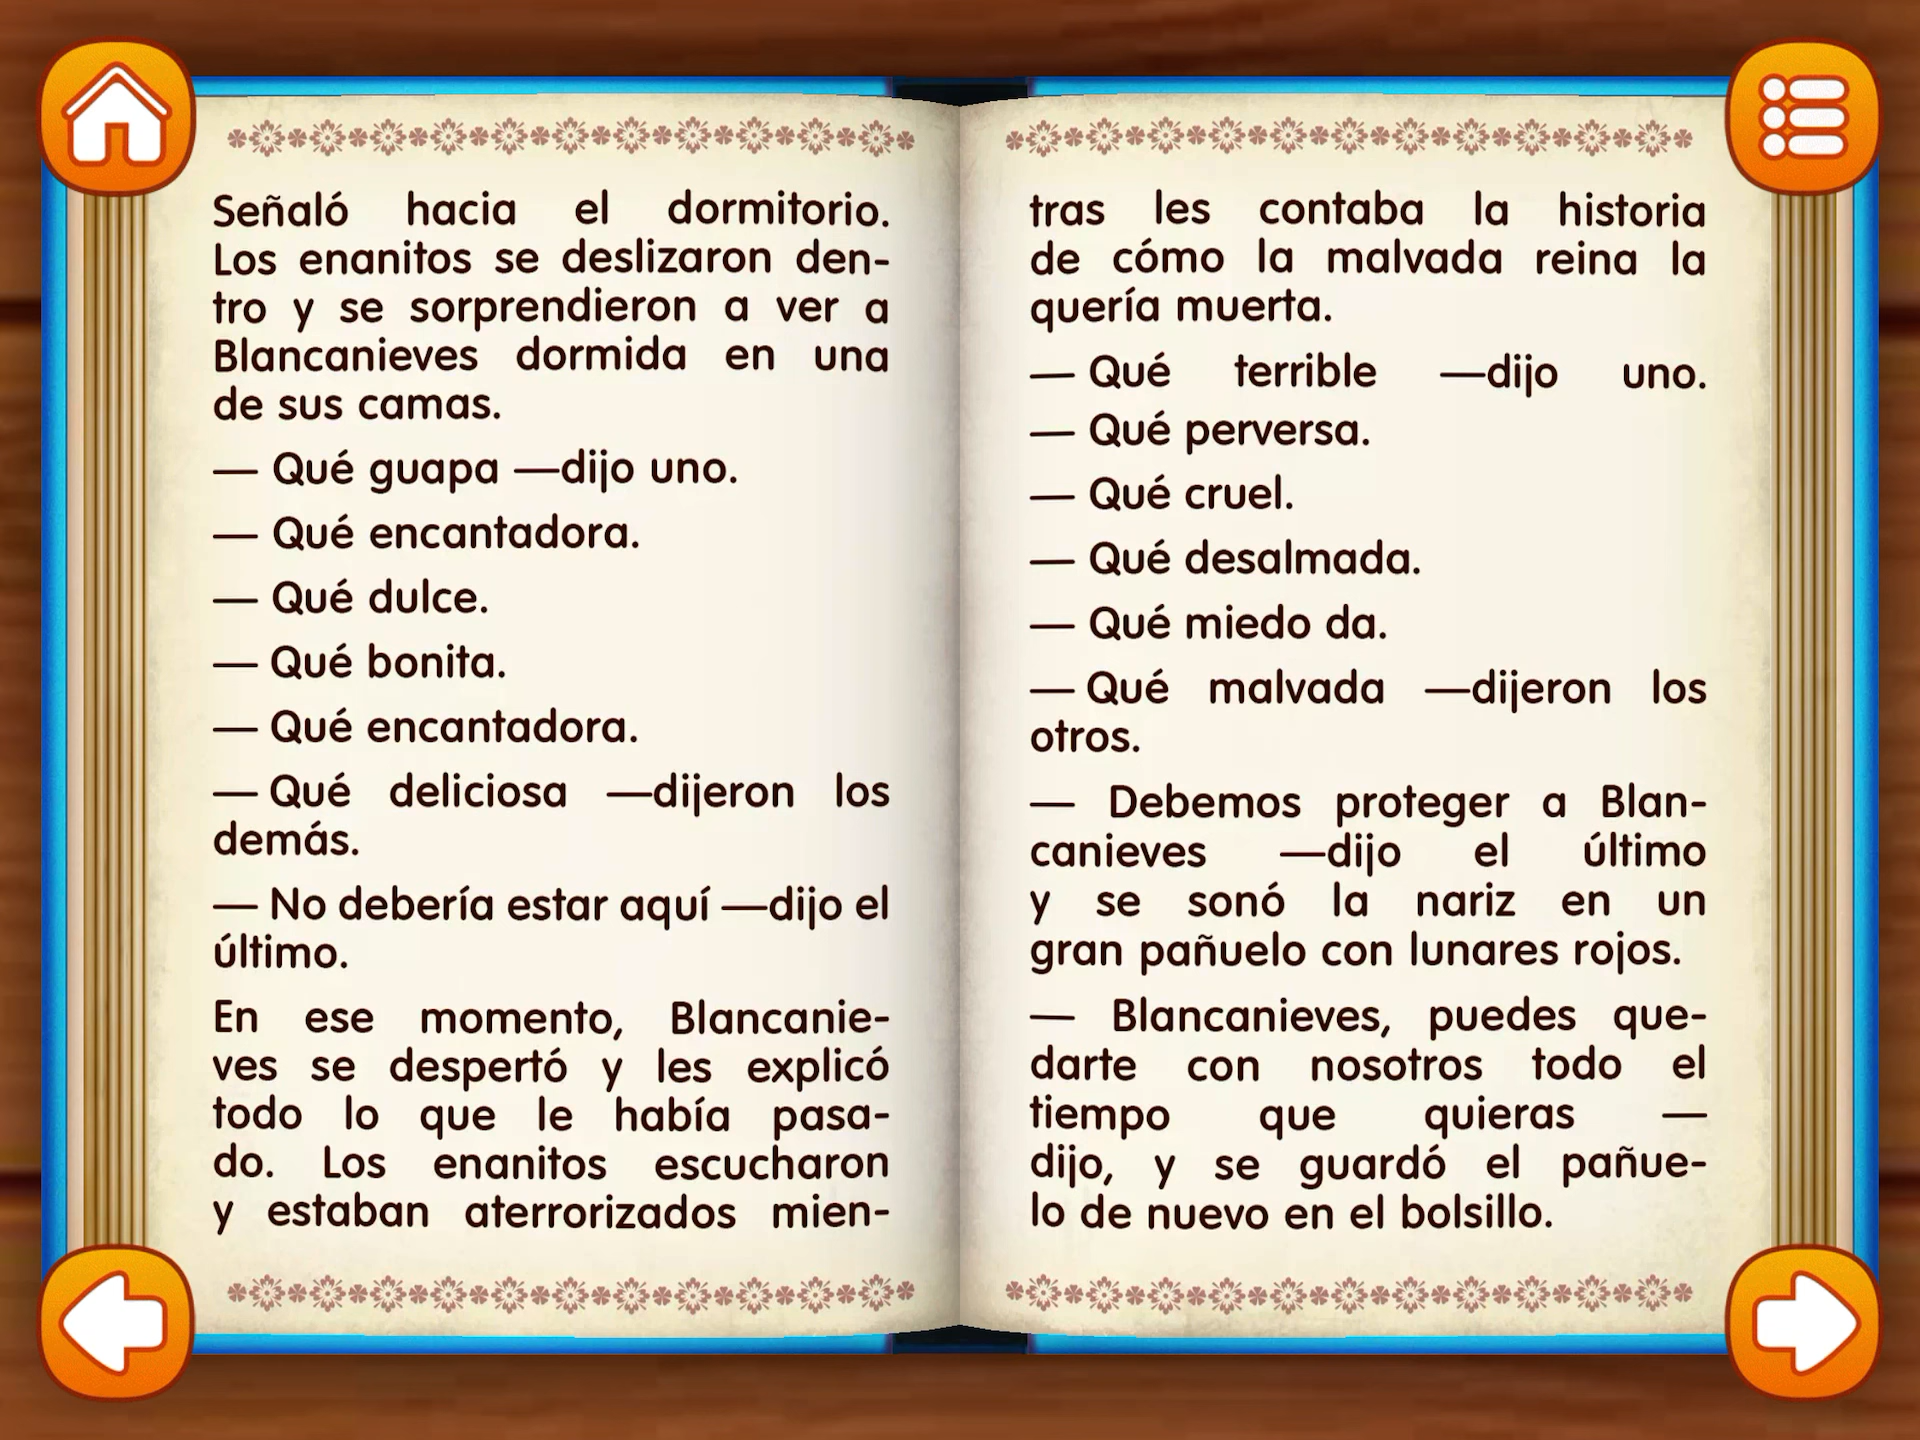 Señaló hacia el dormitorio.
Los enanitos se deslizaron den-
tro y se sorprendieron a ver a
Blancanieves dormida en una
de sus camas.
— Qué guapa —dijo uno.
— Qué encantadora.
— Qué dulce.
— Qué bonita.
— Qué encantadora.
— Qué deliciosa —dijeron los
demás.
— No debería estar aquí —dijo el
último.
En ese momento, Blancanie-
ves se despertó y les explicó
todo lo que le había pasa-
do. Los enanitos escucharon
y estaban aterrorizados mien-
tras les contaba la historia
de cómo la malvada reina la
quería muerta.
— Qué terrible —dijo uno.
— Qué perversa.
— Qué cruel.
— Qué desalmada.
— Qué miedo da.
— Qué malvada —dijeron los
otros.
— Debemos proteger a Blan-
canieves —dijo el último
y se sonó la nariz en un
gran pañuelo con lunares rojos.
— Blancanieves, puedes que-
darte con nosotros todo el
tiempo que quieras —
dijo, y se guardó el pañue-
lo de nuevo en el bolsillo.